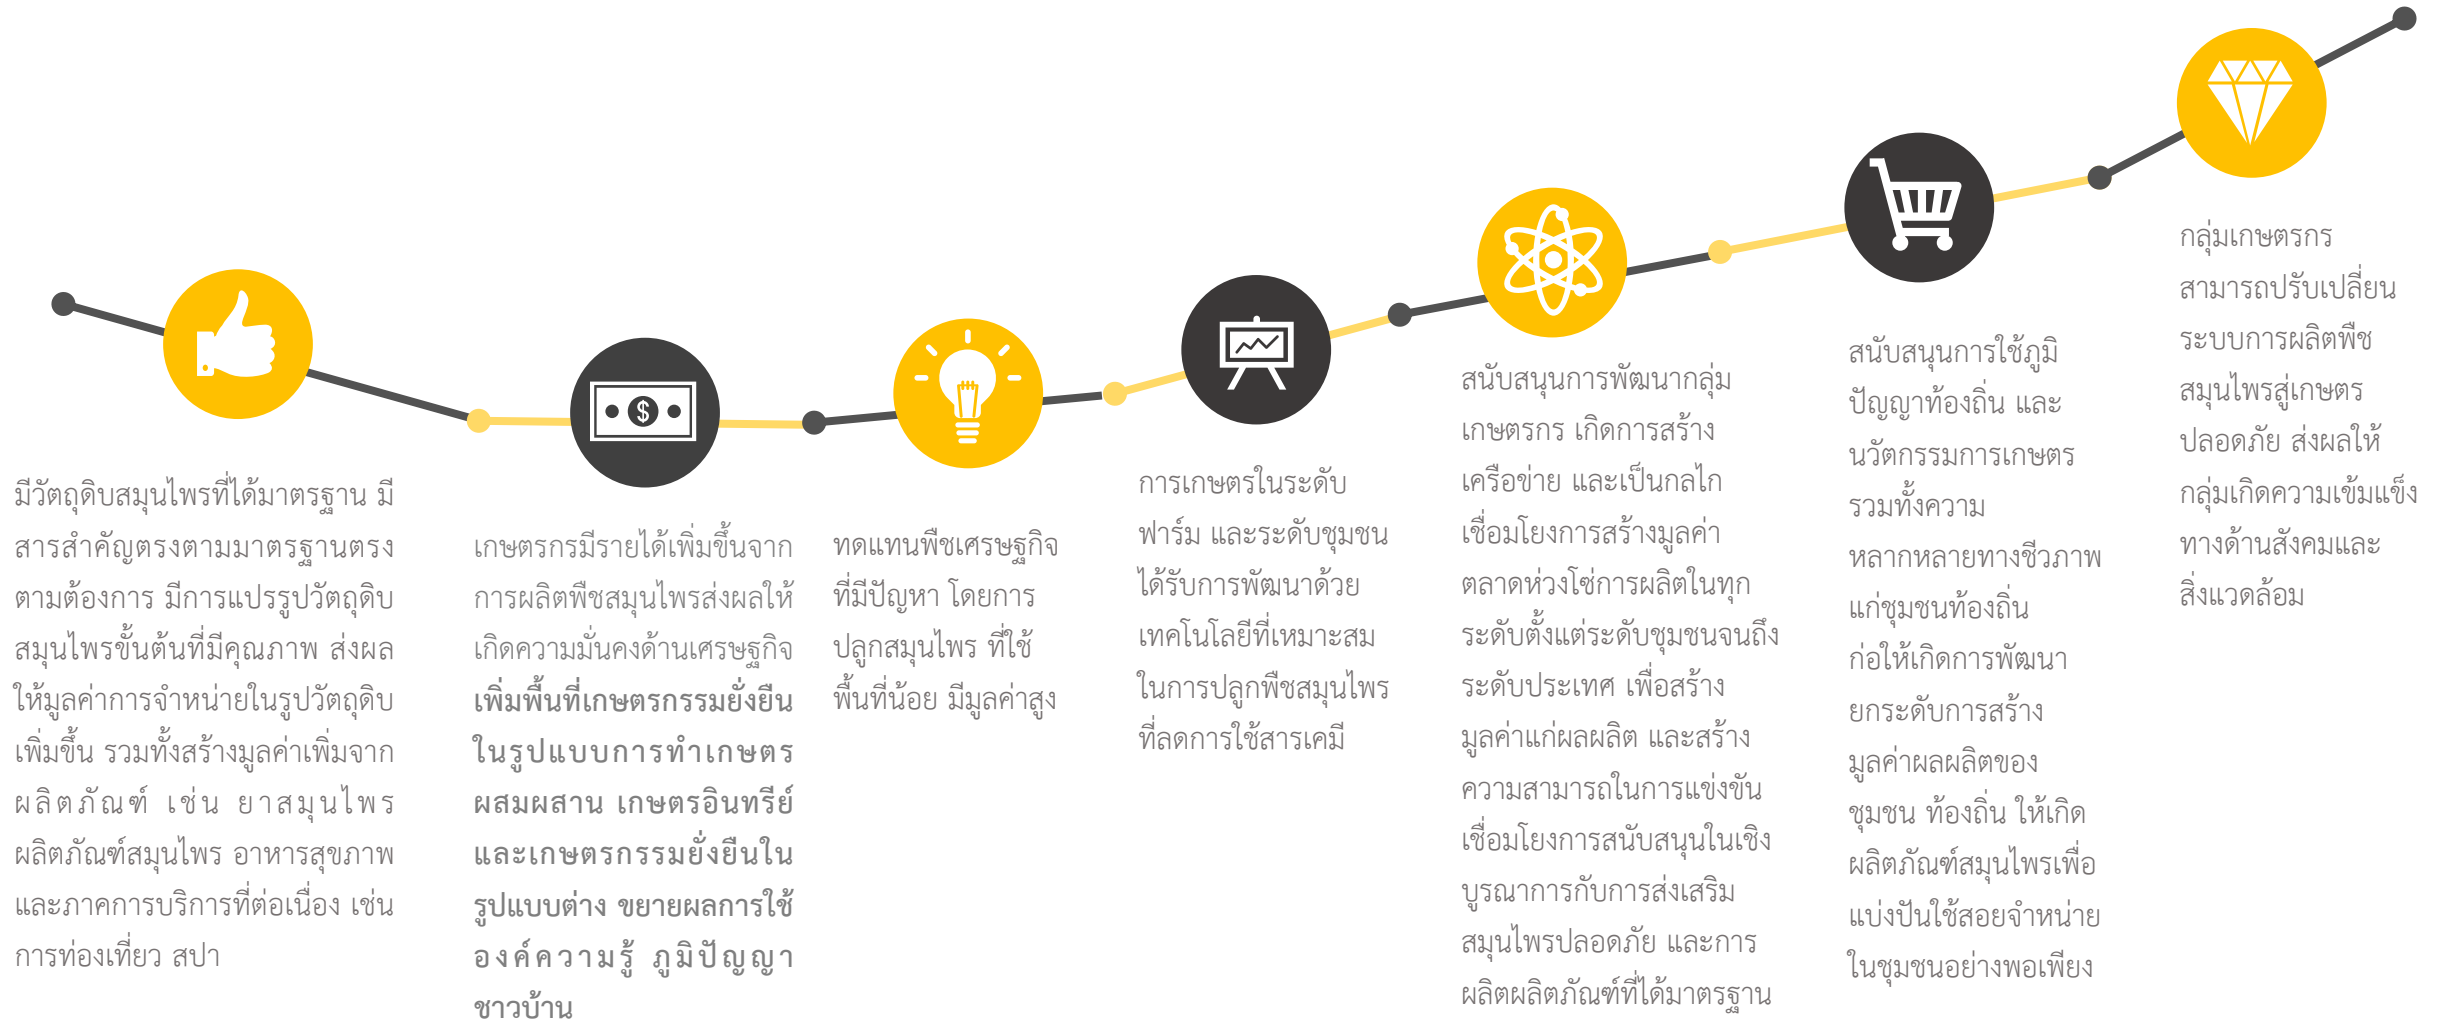 มีวัตถุดิบสมุนไพรที่ได้มาตรฐาน มี
สารสำคัญตรงตามมาตรฐานตรง
ตามต้องการ มีการแปรรูปวัตถุดิบ
สมุนไพรขั้นต้นที่มีคุณภาพ ส่งผล
ให้มูลค่าการจำหน่ายในรูปวัตถุดิบ
เพิ่มขึ้น รวมทั้งสร้างมูลค่าเพิ่มจาก
ผลิตภัณฑ์ เช่น ยาสมุนไพร
ผลิตภัณฑ์สมุนไพร อาหารสุขภาพ
และภาคการบริการที่ต่อเนื่อง เช่น
การท่องเที่ยว สปา
$
เกษตรกรมีรายได้เพิ่มขึ้นจาก
การผลิตพืชสมุนไพรส่งผลให้
เกิดความมั่นคงด้านเศรษฐกิจ
เพิ่มพื้นที่เกษตรกรรมยั่งยืน
ในรูปแบบการทำเกษตร
ผสมผสาน เกษตรอินทรีย์
และเกษตรกรรมยั่งยืนใน
รูปแบบต่าง ขยายผลการใช้
องค์ความรู้ ภูมิปัญญา
ชาวบ้าน
ทดแทนพืชเศรษฐกิจ
ที่มีปัญหา โดยการ
ปลูกสมุนไพร ที่ใช้
พื้นที่น้อย มีมูลค่าสูง
การเกษตรในระดับ
ฟาร์ม และระดับชุมชน
ได้รับการพัฒนาด้วย
เทคโนโลยีที่เหมาะสม
ในการปลูกพืชสมุนไพร
ที่ลดการใช้สารเคมี
สนับสนุนการพัฒนากลุ่ม
เกษตรกร เกิดการสร้าง
เครือข่าย และเป็นกลไก
เชื่อมโยงการสร้างมูลค่า
ตลาดห่วงโซ่การผลิตในทุก
ระดับตั้งแต่ระดับชุมชนจนถึง
ระดับประเทศ เพื่อสร้าง
มูลค่าแก่ผลผลิต และสร้าง
ความสามารถในการแข่งขัน
เชื่อมโยงการสนับสนุนในเชิง
บูรณาการกับการส่งเสริม
สมุนไพรปลอดภัย และการ
ผลิตผลิตภัณฑ์ที่ได้มาตรฐาน
สนับสนุนการใช้ภูมิ
ปัญญาท้องถิ่น และ
นวัตกรรมการเกษตร
รวมทั้งความ
หลากหลายทางชีวภาพ
แก่ชุมชนท้องถิ่น
ก่อให้เกิดการพัฒนา
ยกระดับการสร้าง
มูลค่าผลผลิตของ
ชุมชน ท้องถิ่น ให้เกิด
ผลิตภัณฑ์สมุนไพรเพื่อ
แบ่งปันใช้สอยจำหน่าย
ในชุมชนอย่างพอเพียง
กลุ่มเกษตรกร
สามารถปรับเปลี่ยน
ระบบการผลิตพืช
สมุนไพรสู่เกษตร
ปลอดภัย ส่งผลให้
กลุ่มเกิดความเข้มแข็ง
ทางด้านสังคมและ
สิ่งแวดล้อม